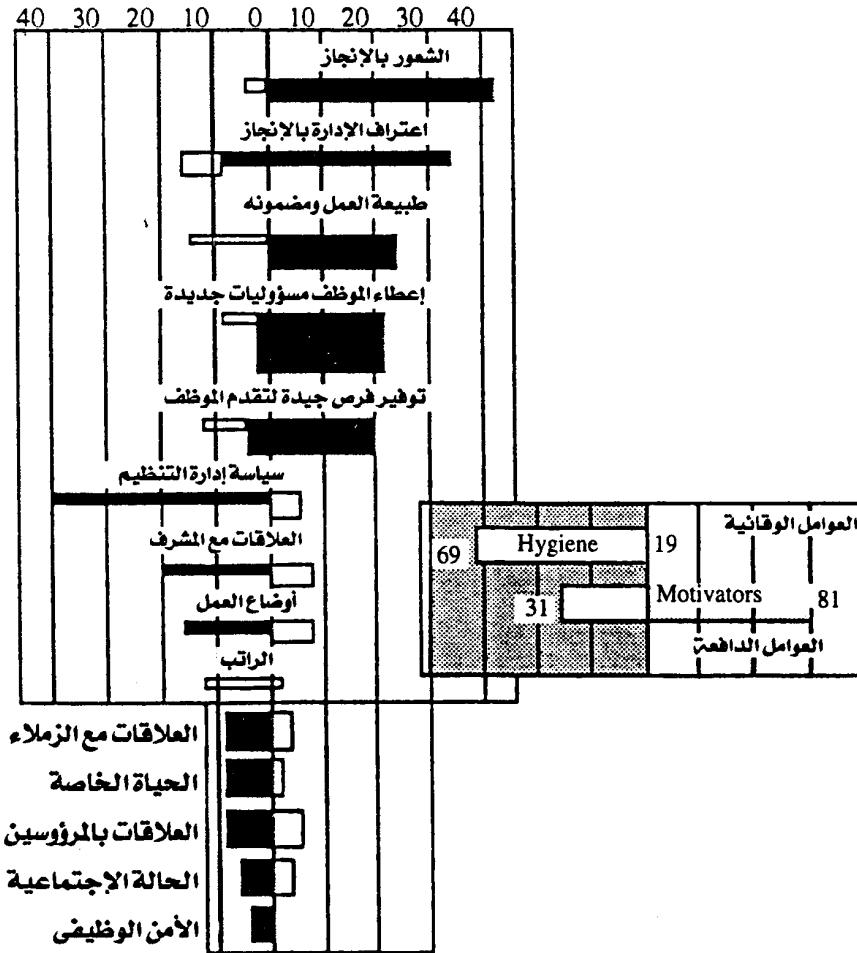 40 30 20 10 0 10 20 30 40
الشعور بالإنجاز
اعتراف الإدارة بالإنجاز
طبيعة العمل ومضمونه
إعطاء الموظف مسؤوليات جديدة
توفير فرص جيدة لتقدم الموظف
سياسة إدارة التنظيم
العلاقات مع المشرف
أوضاع العمل
الراتب
العلاقات مع الزملاء
الحياة الخاصة
العلاقات بالمرؤوسين
الحالة الإجتماعية
الأمن الوظيفى
العوامل الوقائية
69 Hygiene 19
31 Motivators 81
العوامل الدافعة